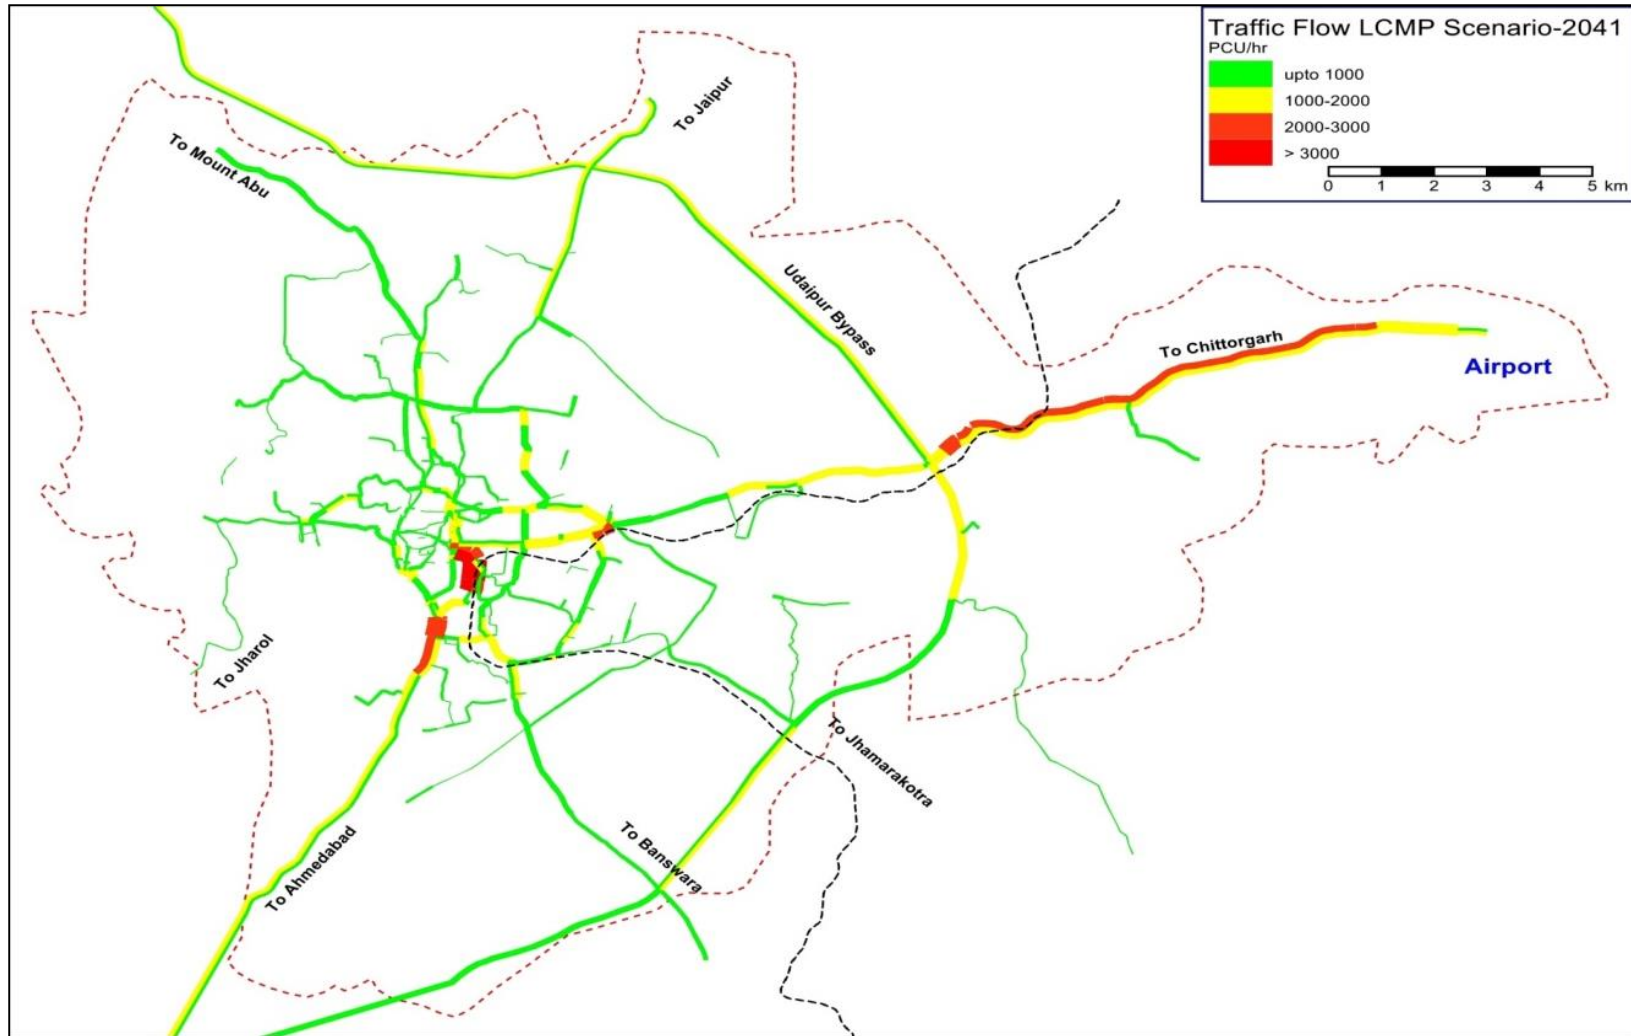 Traffic Flow LCMP Scenario-2041
PCU/hr
upto 1000
1000-2000
2000-3000
> 3000
0 1 2 3 4 5 km
To Jaipur
To Mount Abu
Udaipur Bypass
To Chittorgarh
Airport
To Jharol
To Jhamarakotra
To Banswara
To Ahmedabad